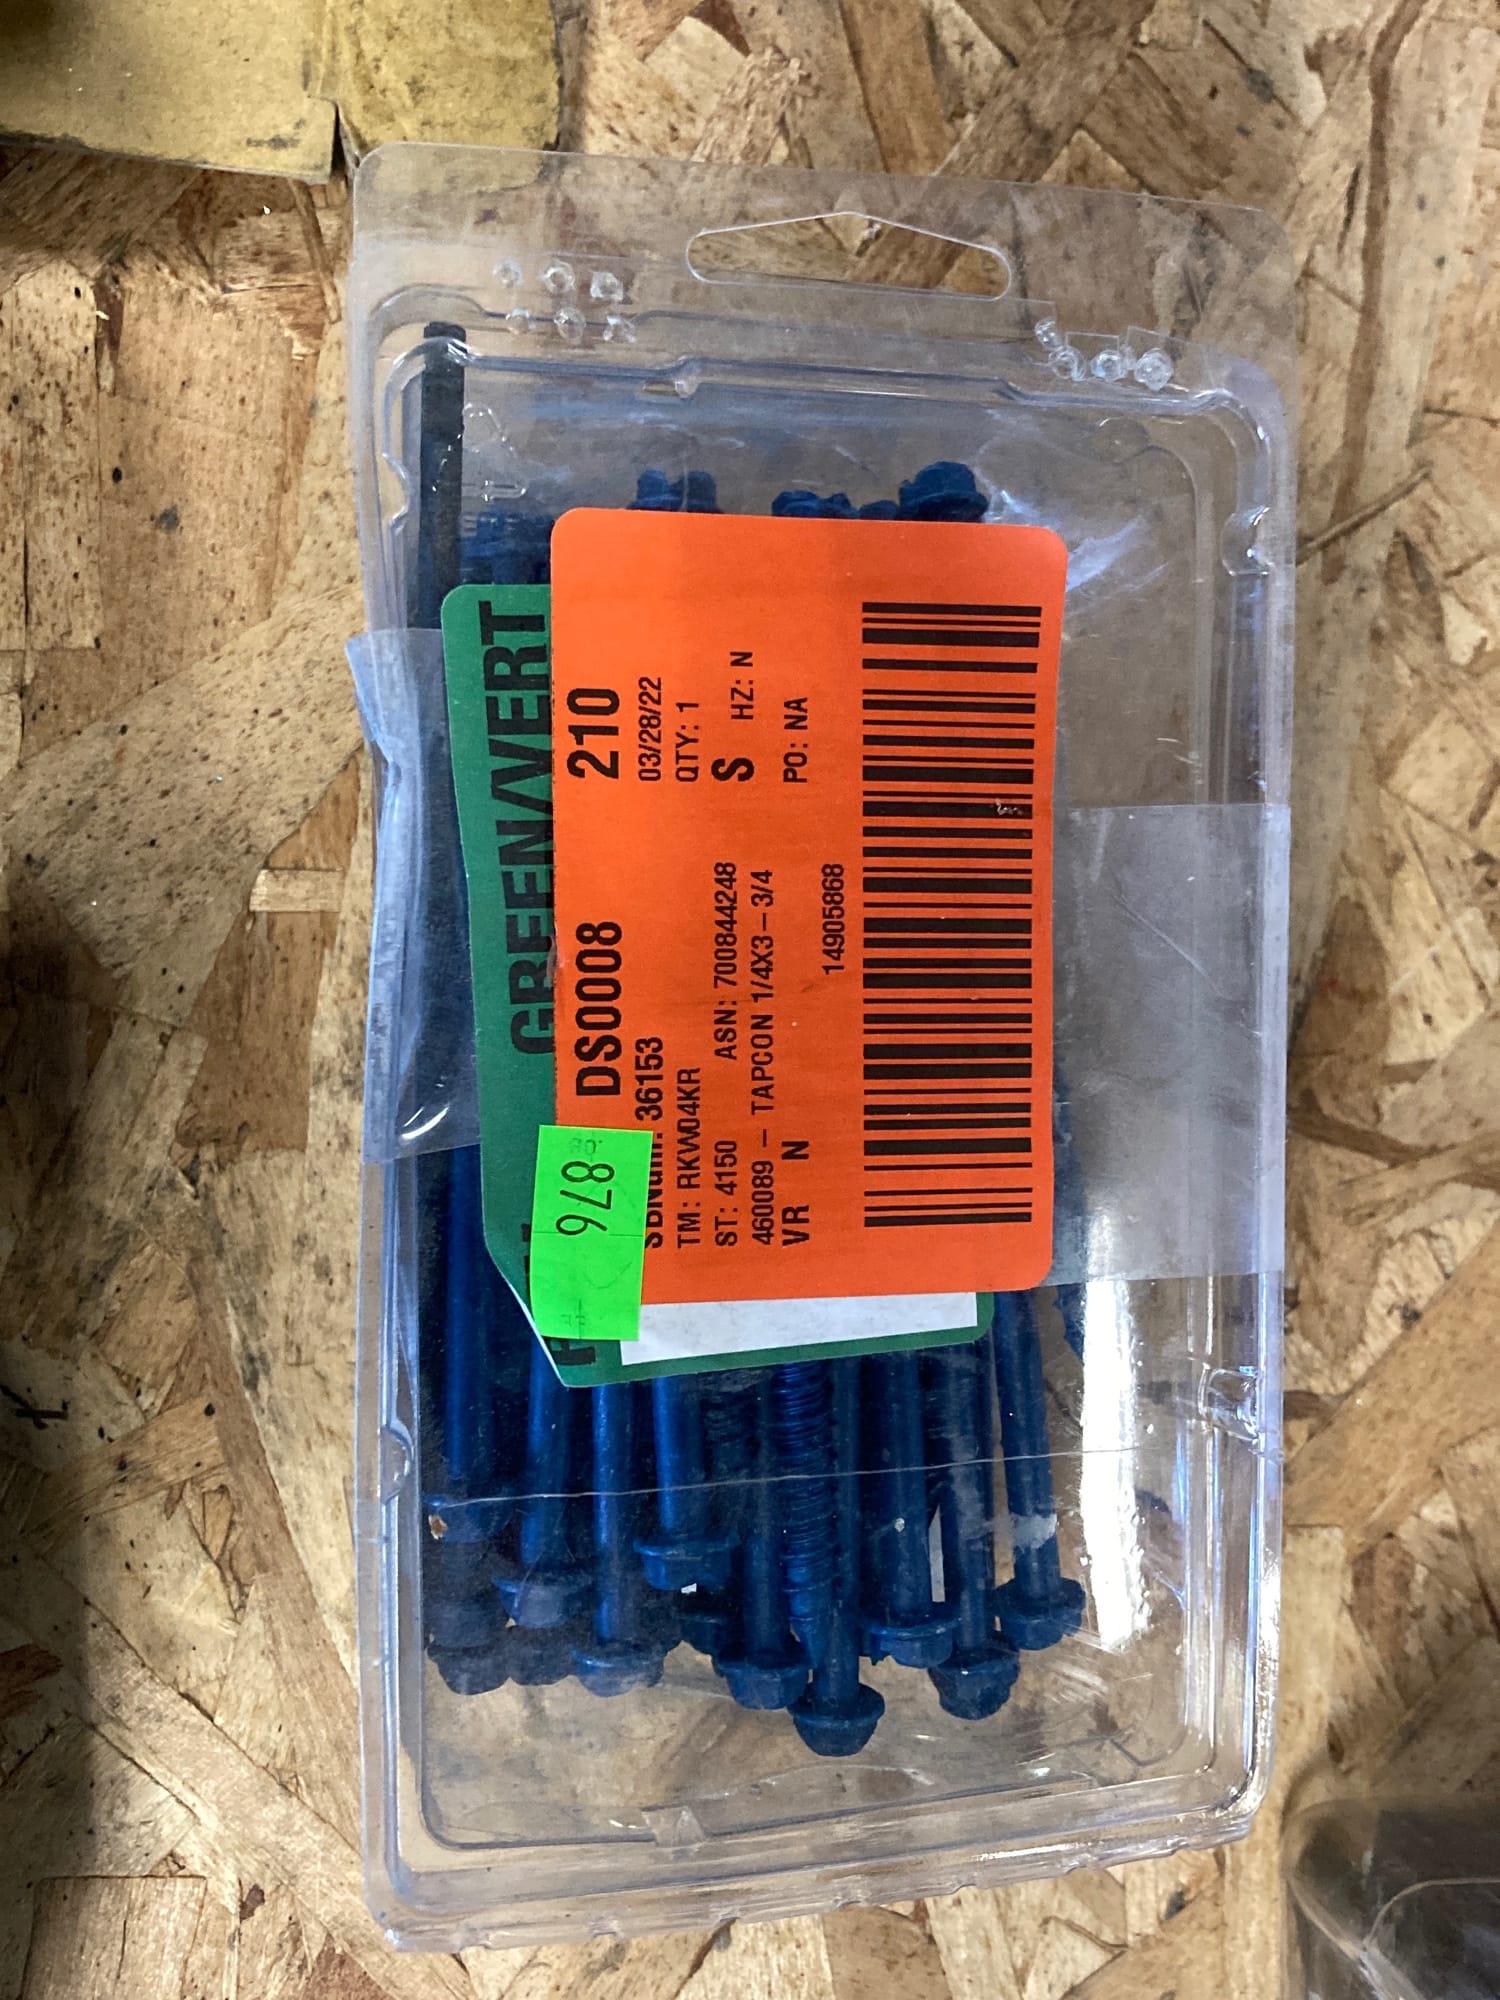 GREEN/VERT
DS0008 210
36153 03/28/22
TM: RKW04KR QTY: 1
ST: 4150 ASN: 700844248 S HZ: N
460089 - TAPCON 1/4X3-3/4
VR N PO: NA
14905868
876